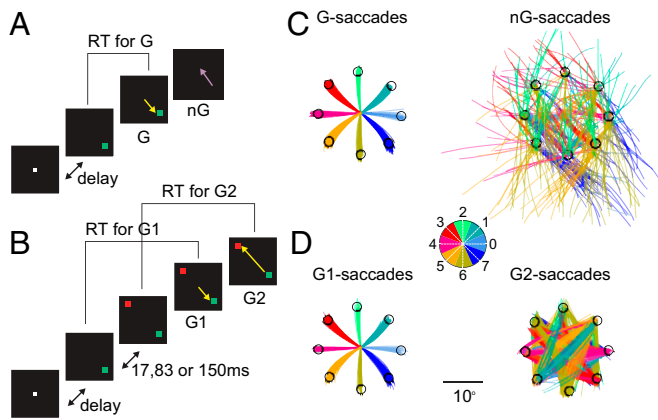 A
RT for G
G
nG
delay
B
RT for G2
RT for G1
G2
G1
17,83 or 150ms
delay
C
G-saccades
nG-saccades
3 2 1
4 0
5 6 7
D
G1-saccades
G2-saccades
10°